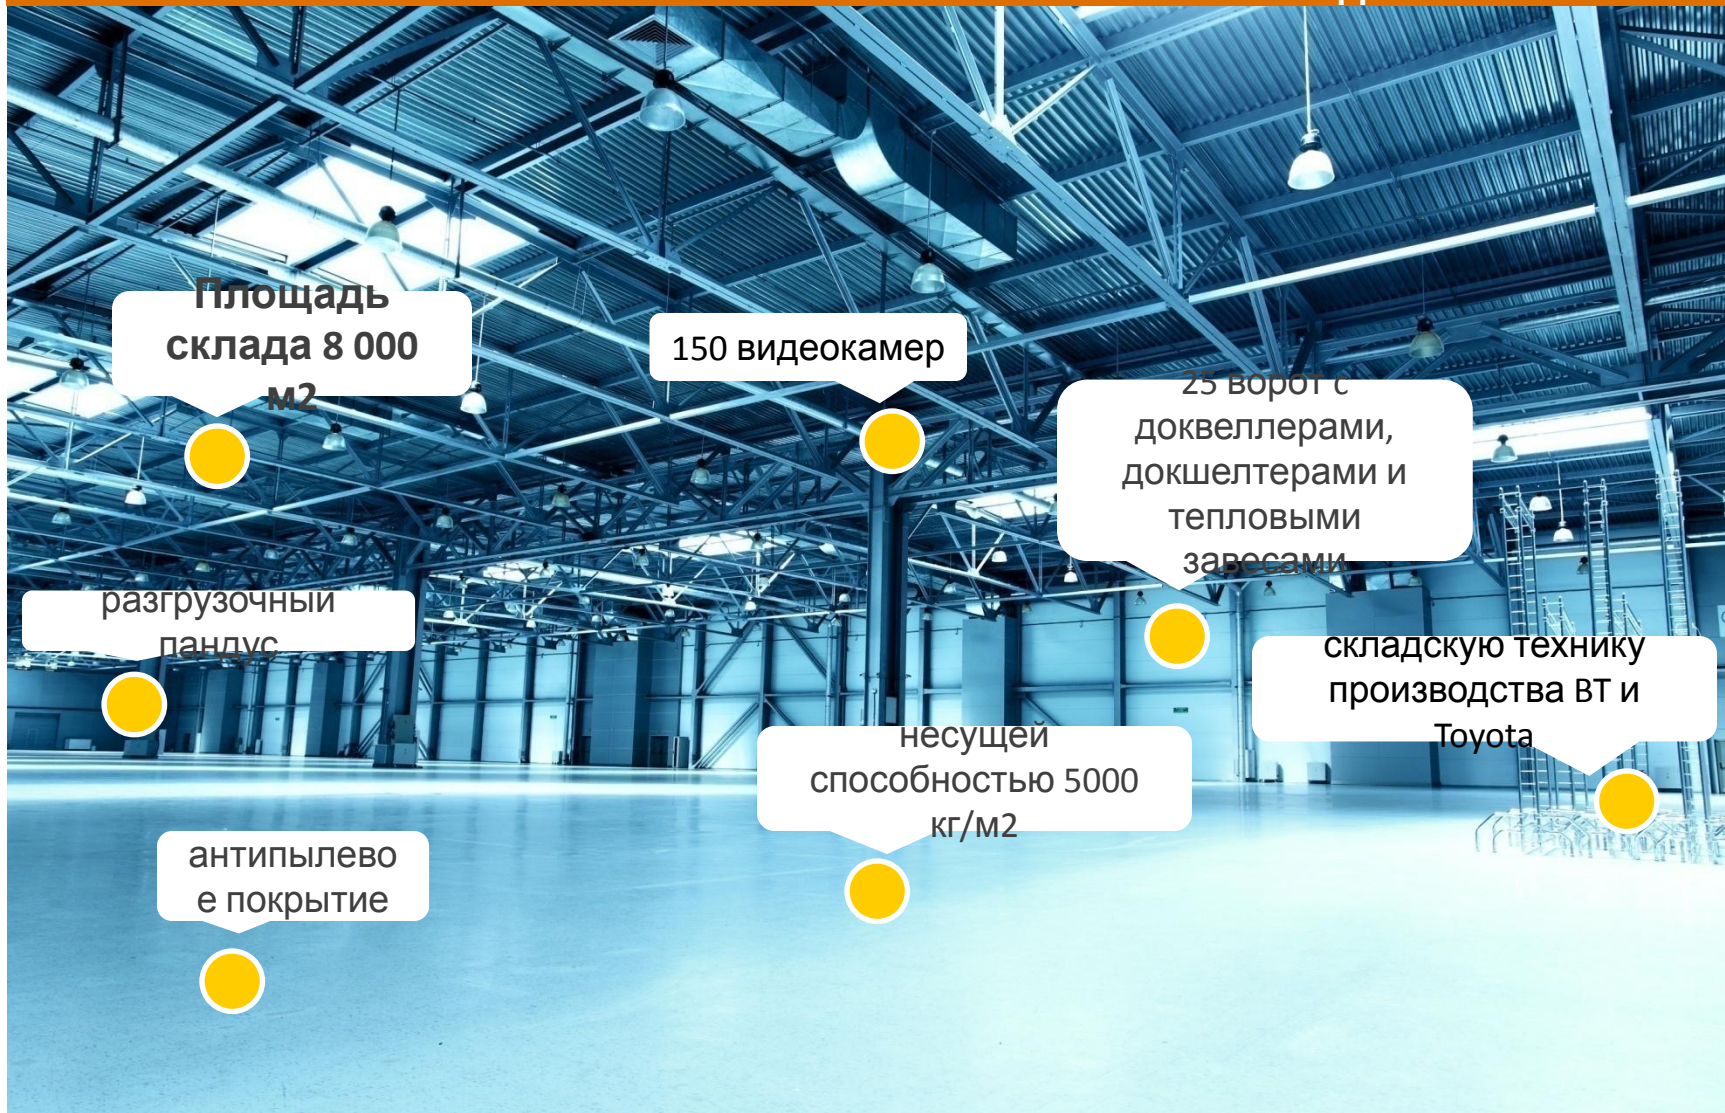 Площадь
склада 8 000
м2
150 видеокамер
25 ворот с
доквеллерами,
докшелтерами и
тепловыми
завесами
разгрузочный
пандус
складскую технику
производства BT и
Toyota
несущей
способностью 5000
кг/м2
антипылево
е покрытие